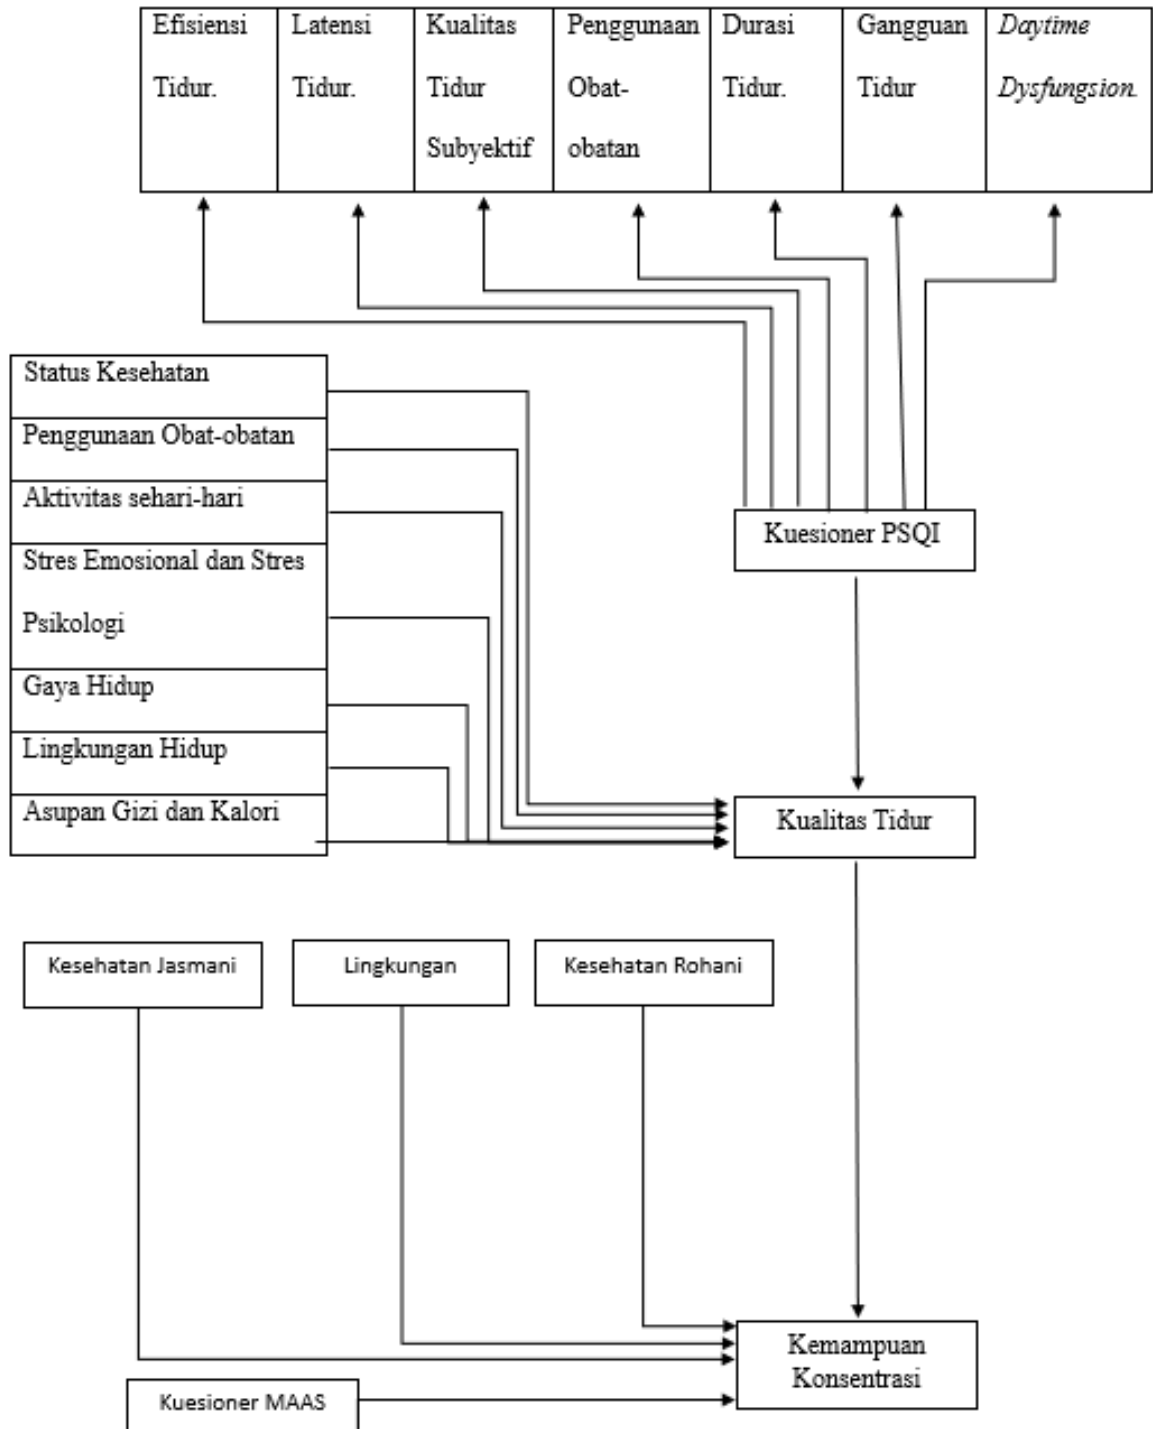 Efisiensi
Tidur.
Latensi
Tidur.
Kualitas
Tidur
Subyektif
Penggunaan
Obat-
obatan
Durasi
Tidur.
Gangguan
Tidur
Daytime
Dysfungsion.
Status Kesehatan
Penggunaan Obat-obatan
Aktivitas sehari-hari
Stres Emosional dan Stres
Psikologi
Gaya Hidup
Lingkungan Hidup
Asupan Gizi dan Kalori
Kuesioner PSQI
Kualitas Tidur
Kesehatan Jasmani
Lingkungan
Kesehatan Rohani
Kemampuan
Konsentrasi
Kuesioner MAAS